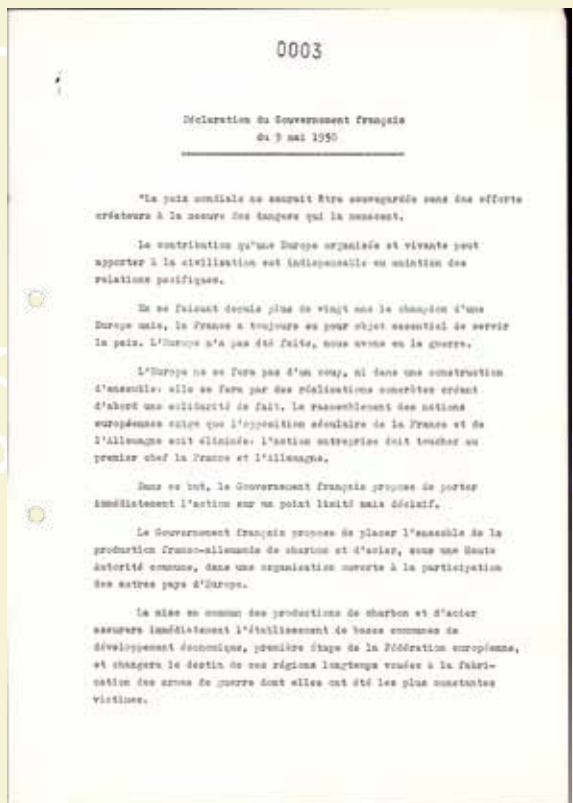 0003
Déclaration du Gouvernement français
du 9 mai 1950
"La paix mondiale ne saurait être sauvegardée sans des efforts
créateurs à la mesure des dangers qui la menacent.
La contribution qu'une Europe organisée et vivante peut
apporter à la civilisation est indispensable au maintien des
relations pacifiques.
En se faisant depuis plus de vingt ans le champion d'une
Europe unie, la France a toujours eu pour objet essentiel de servir
la paix. L'Europe n'a pas été faite, nous avons eu la guerre.
L'Europe ne se fera pas d'un coup, ni dans une construction
d'ensemble: elle se fera par des réalisations concrètes créant
d'abord une solidarité de fait. Le rassemblement des nations
européennes exige que l'opposition séculaire de la France et de
l'Allemagne soit éliminée: l'action entreprise doit toucher au
premier chef la France et l'Allemagne.
Dans ce but, le Gouvernement français propose de porter
immédiatement l'action sur un point limité mais décisif.
Le Gouvernement français propose de placer l'ensemble de la
production franco-allemande de charbon et d'acier, sous une Haute
Autorité commune, dans une organisation ouverte à la participation
des autres pays d'Europe.
La mise en commun des productions de charbon et d'acier
assurera immédiatement l'établissement de bases communes de
développement économique, première étape de la Fédération européenne,
et changera le destin de ces régions longtemps vouées à la fabri-
cation des armes de guerre dont elles ont été les plus constantes
victimes.